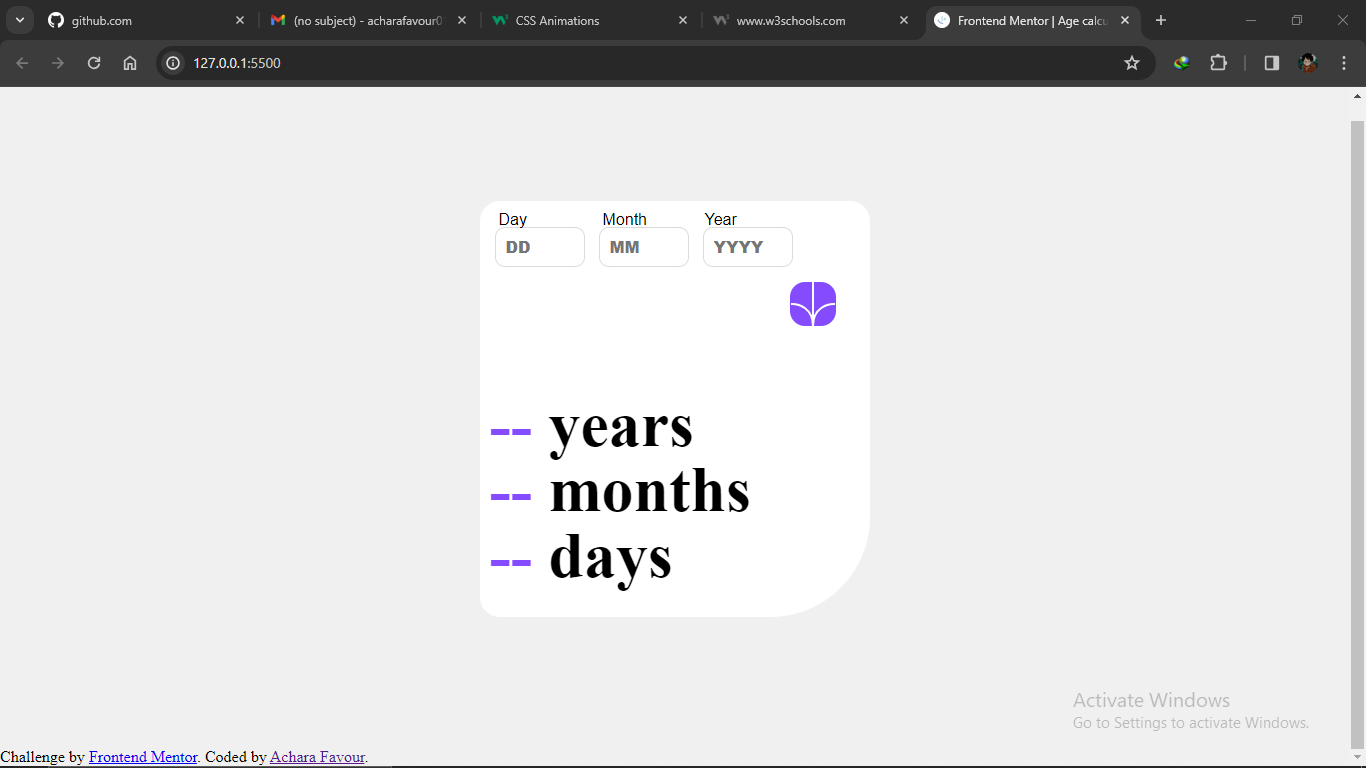 github.com
(no subject) - acharafavour0
CSS Animations
www.w3schools.com
Frontend Mentor | Age calcu
127.0.0.1:5500
Day Month Year
DD MM YYYY
-- years
-- months
-- days
Activate Windows
Go to Settings to activate Windows.
Challenge by Frontend Mentor. Coded by Achara Favour.